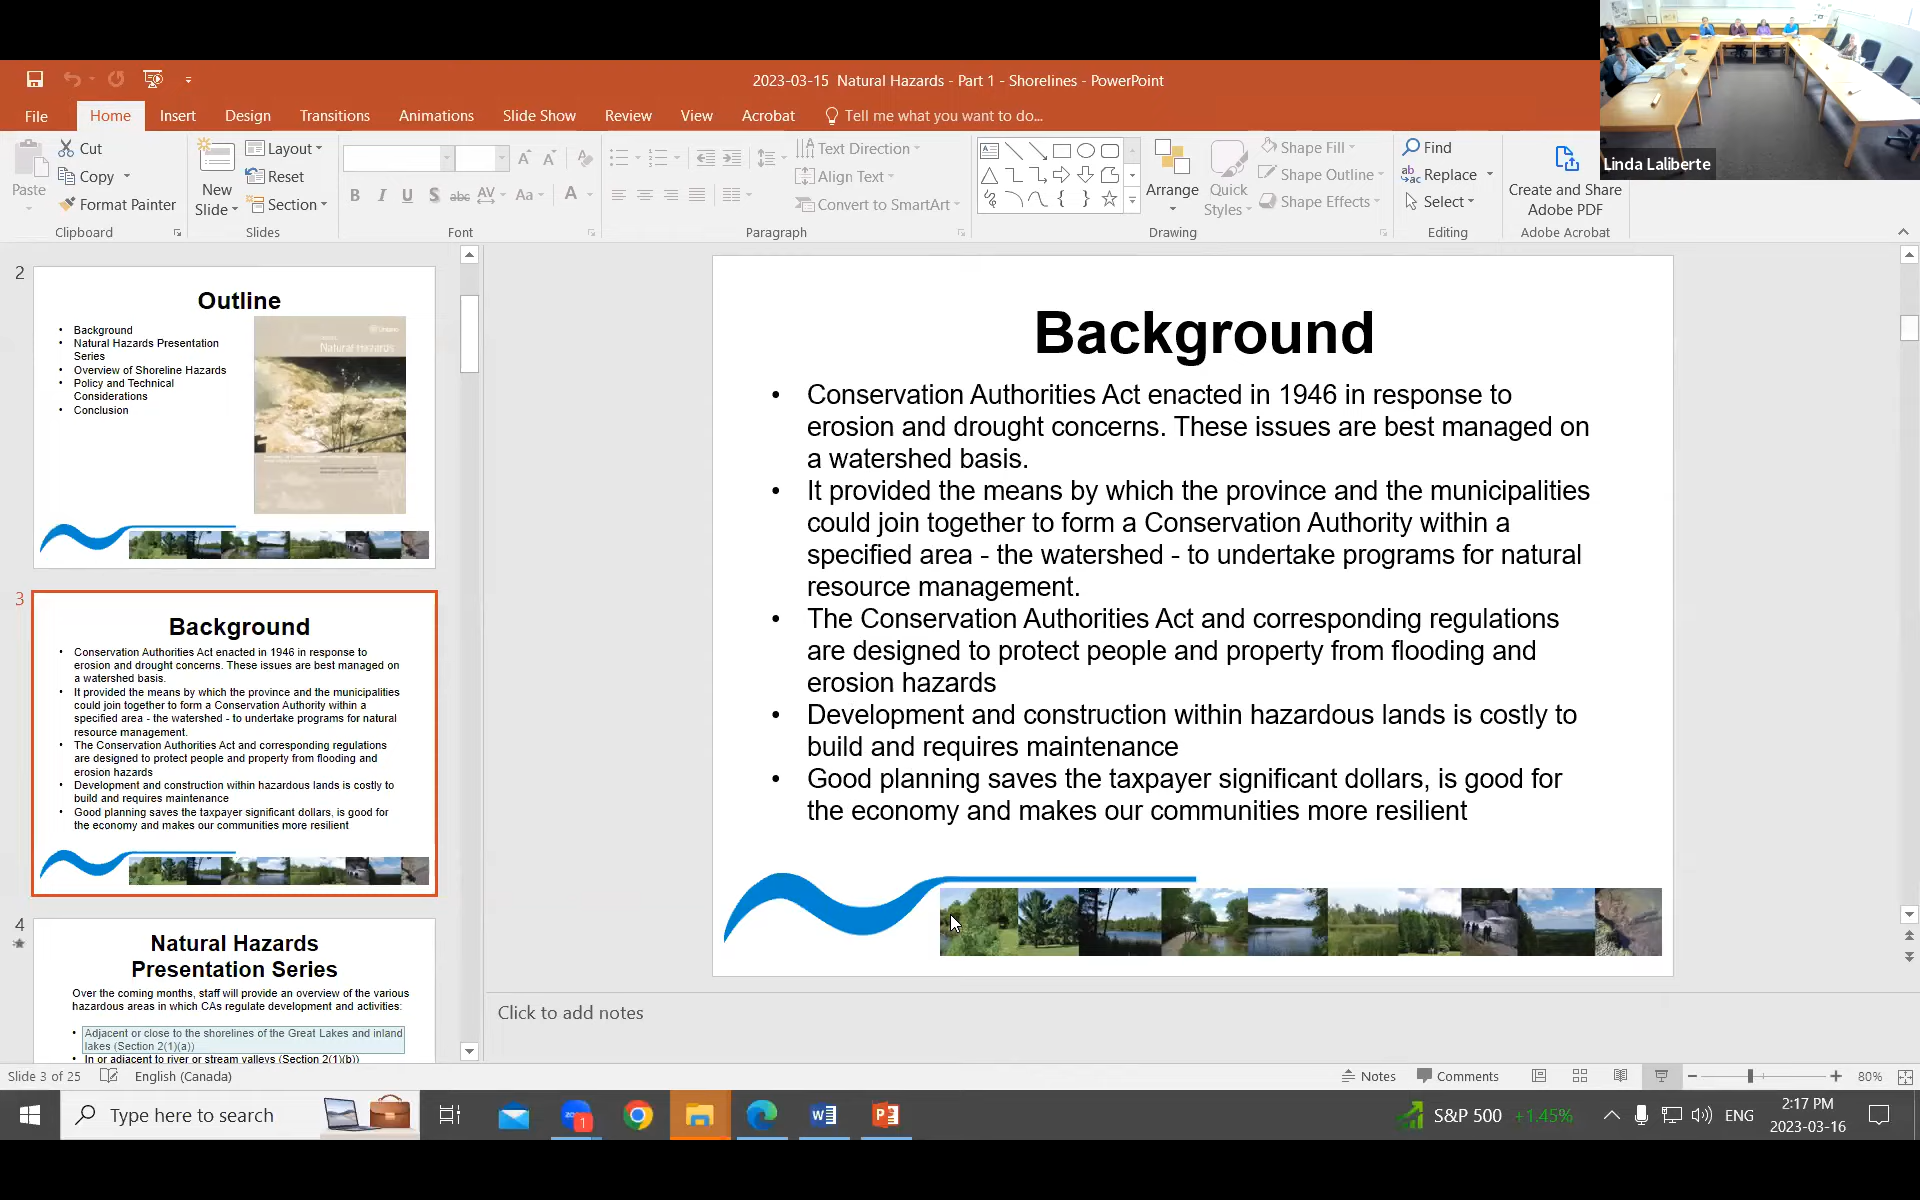 2023-03-15 Natural Hazards - Part 1 - Shorelines - PowerPoint
File Home Insert Design Transitions Animations Slide Show Review View Acrobat Tell me what you want to do...
Linda Laliberte
Paste
Cut
Copy
Format Painter
Clipboard
New
Slide
Layout
Reset
Section
Slides
B I U S abc AV Aa A
Font
Text Direction
Align Text
Convert to SmartArt
Paragraph
Arrange
Quick
Styles
Shape Fill
Shape Outline
Shape Effects
Drawing
Find
Replace
Select
Editing
Create and Share
Adobe PDF
Adobe Acrobat
2
Outline
• Background
• Natural Hazards Presentation
Series
• Overview of Shoreline Hazards
• Policy and Technical
Considerations
• Conclusion
Natural Hazards
3
Background
• Conservation Authorities Act enacted in 1946 in response to
erosion and drought concerns. These issues are best managed on
a watershed basis.
• It provided the means by which the province and the municipalities
could join together to form a Conservation Authority within a
specified area - the watershed - to undertake programs for natural
resource management.
• The Conservation Authorities Act and corresponding regulations
are designed to protect people and property from flooding and
erosion hazards
• Development and construction within hazardous lands is costly to
build and requires maintenance
• Good planning saves the taxpayer significant dollars, is good for
the economy and makes our communities more resilient
4
Natural Hazards
Presentation Series
Over the coming months, staff will provide an overview of the various
hazardous areas in which CAs regulate development and activities:
• Adjacent or close to the shorelines of the Great Lakes and inland
lakes (Section 2(1)(a))
• In or adjacent to river or stream valleys (Section 2(1)(b))
Background
• Conservation Authorities Act enacted in 1946 in response to
erosion and drought concerns. These issues are best managed on
a watershed basis.
• It provided the means by which the province and the municipalities
could join together to form a Conservation Authority within a
specified area - the watershed - to undertake programs for natural
resource management.
• The Conservation Authorities Act and corresponding regulations
are designed to protect people and property from flooding and
erosion hazards
• Development and construction within hazardous lands is costly to
build and requires maintenance
• Good planning saves the taxpayer significant dollars, is good for
the economy and makes our communities more resilient
Click to add notes
Slide 3 of 25 English (Canada) Notes Comments 80%
Type here to search
1
S&P 500 +1.45% ENG
2:17 PM
2023-03-16